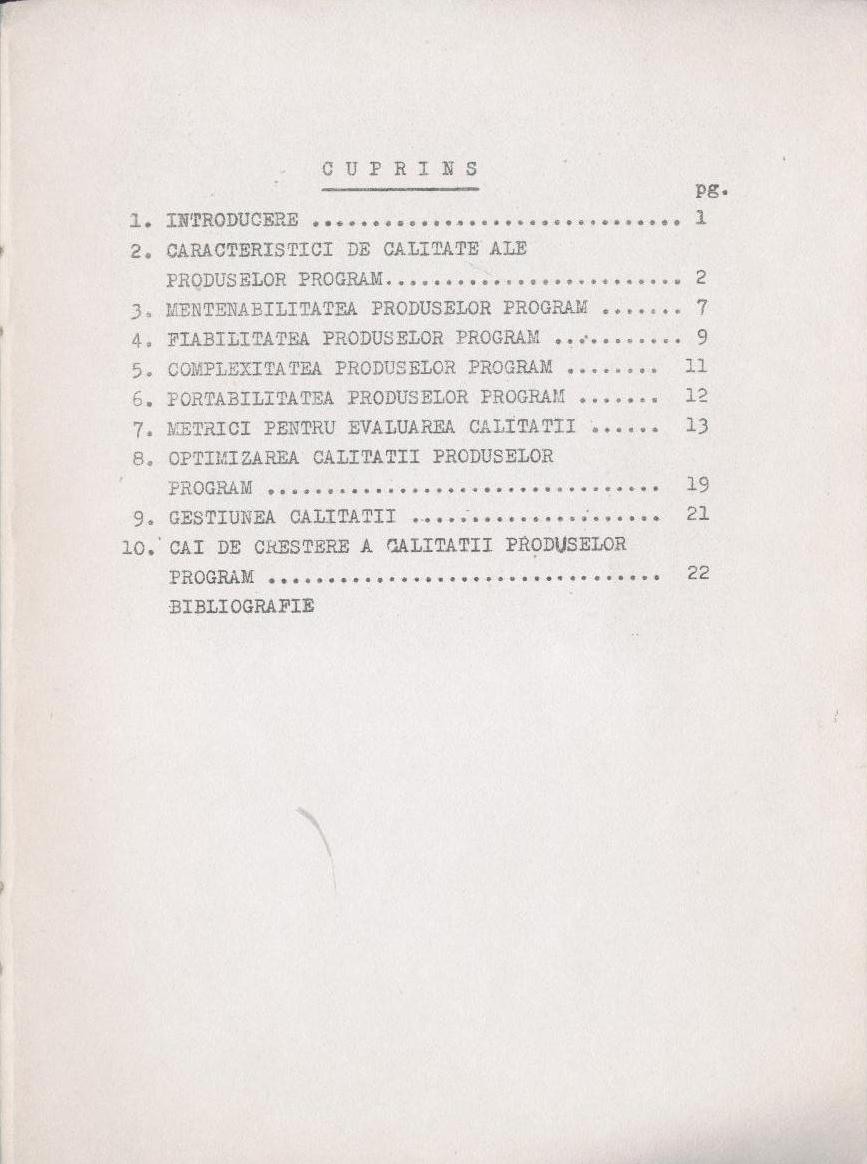 C U P R I N S
pg.
1. INTRODUCERE ............................... 1
2. CARACTERISTICI DE CALITATE ALE
PRODUSELOR PROGRAM......................... 2
3. MENTENABILITATEA PRODUSELOR PROGRAM ....... 7
4. FIABILITATEA PRODUSELOR PROGRAM ........... 9
5. COMPLEXITATEA PRODUSELOR PROGRAM ........ 11
6. PORTABILITATEA PRODUSELOR PROGRAM ....... 12
7. METRICI PENTRU EVALUAREA CALITATII ...... 13
8. OPTIMIZAREA CALITATII PRODUSELOR
PROGRAM ................................. 19
9. GESTIUNEA CALITATII ..................... 21
10. CAI DE CRESTERE A CALITATII PRODUSELOR
PROGRAM ................................. 22
BIBLIOGRAFIE